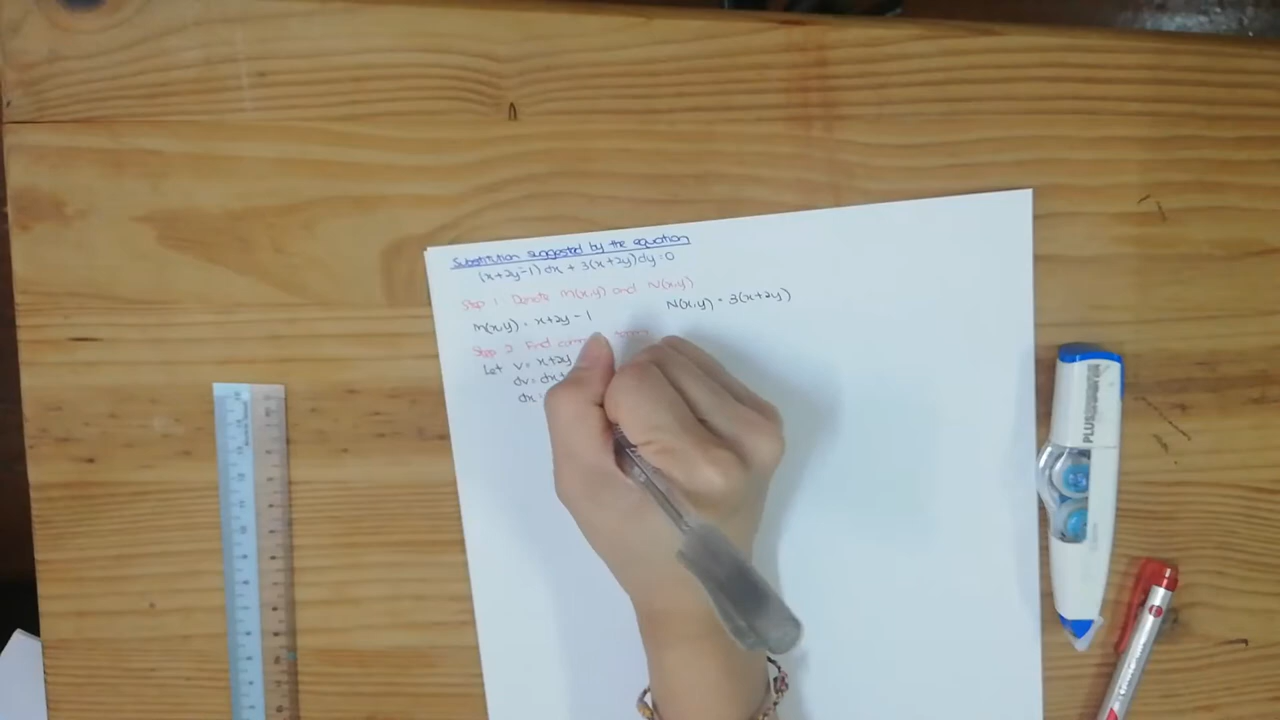 Substitution suggested by the equation
(x+2y-1)dx + 3(x+2y)dy = 0
Step 1: Denote M(x,y) and N(x,y)
M(x,y) = x+2y-1 N(x,y) = 3(x+2y)
Step 2: Find
Let v = x+2y
dv = dx+
dx =
PLUS